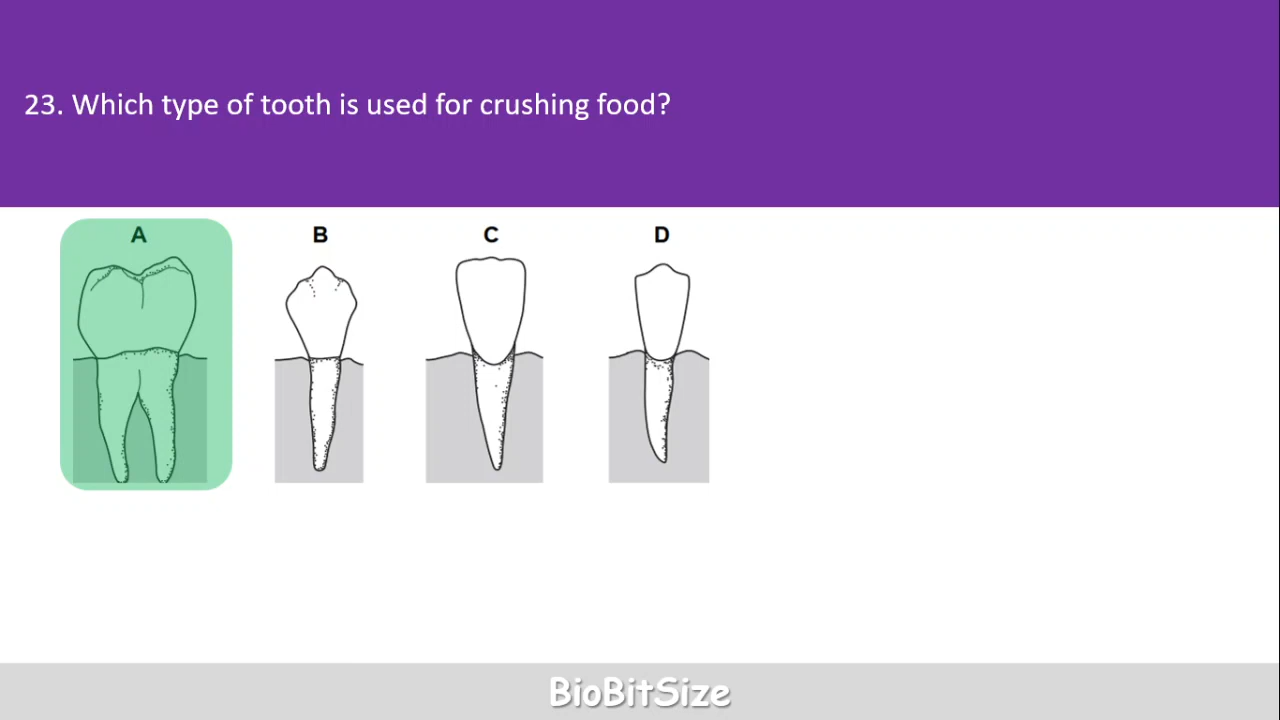 23. Which type of tooth is used for crushing food?
A B C D
BioBitSize